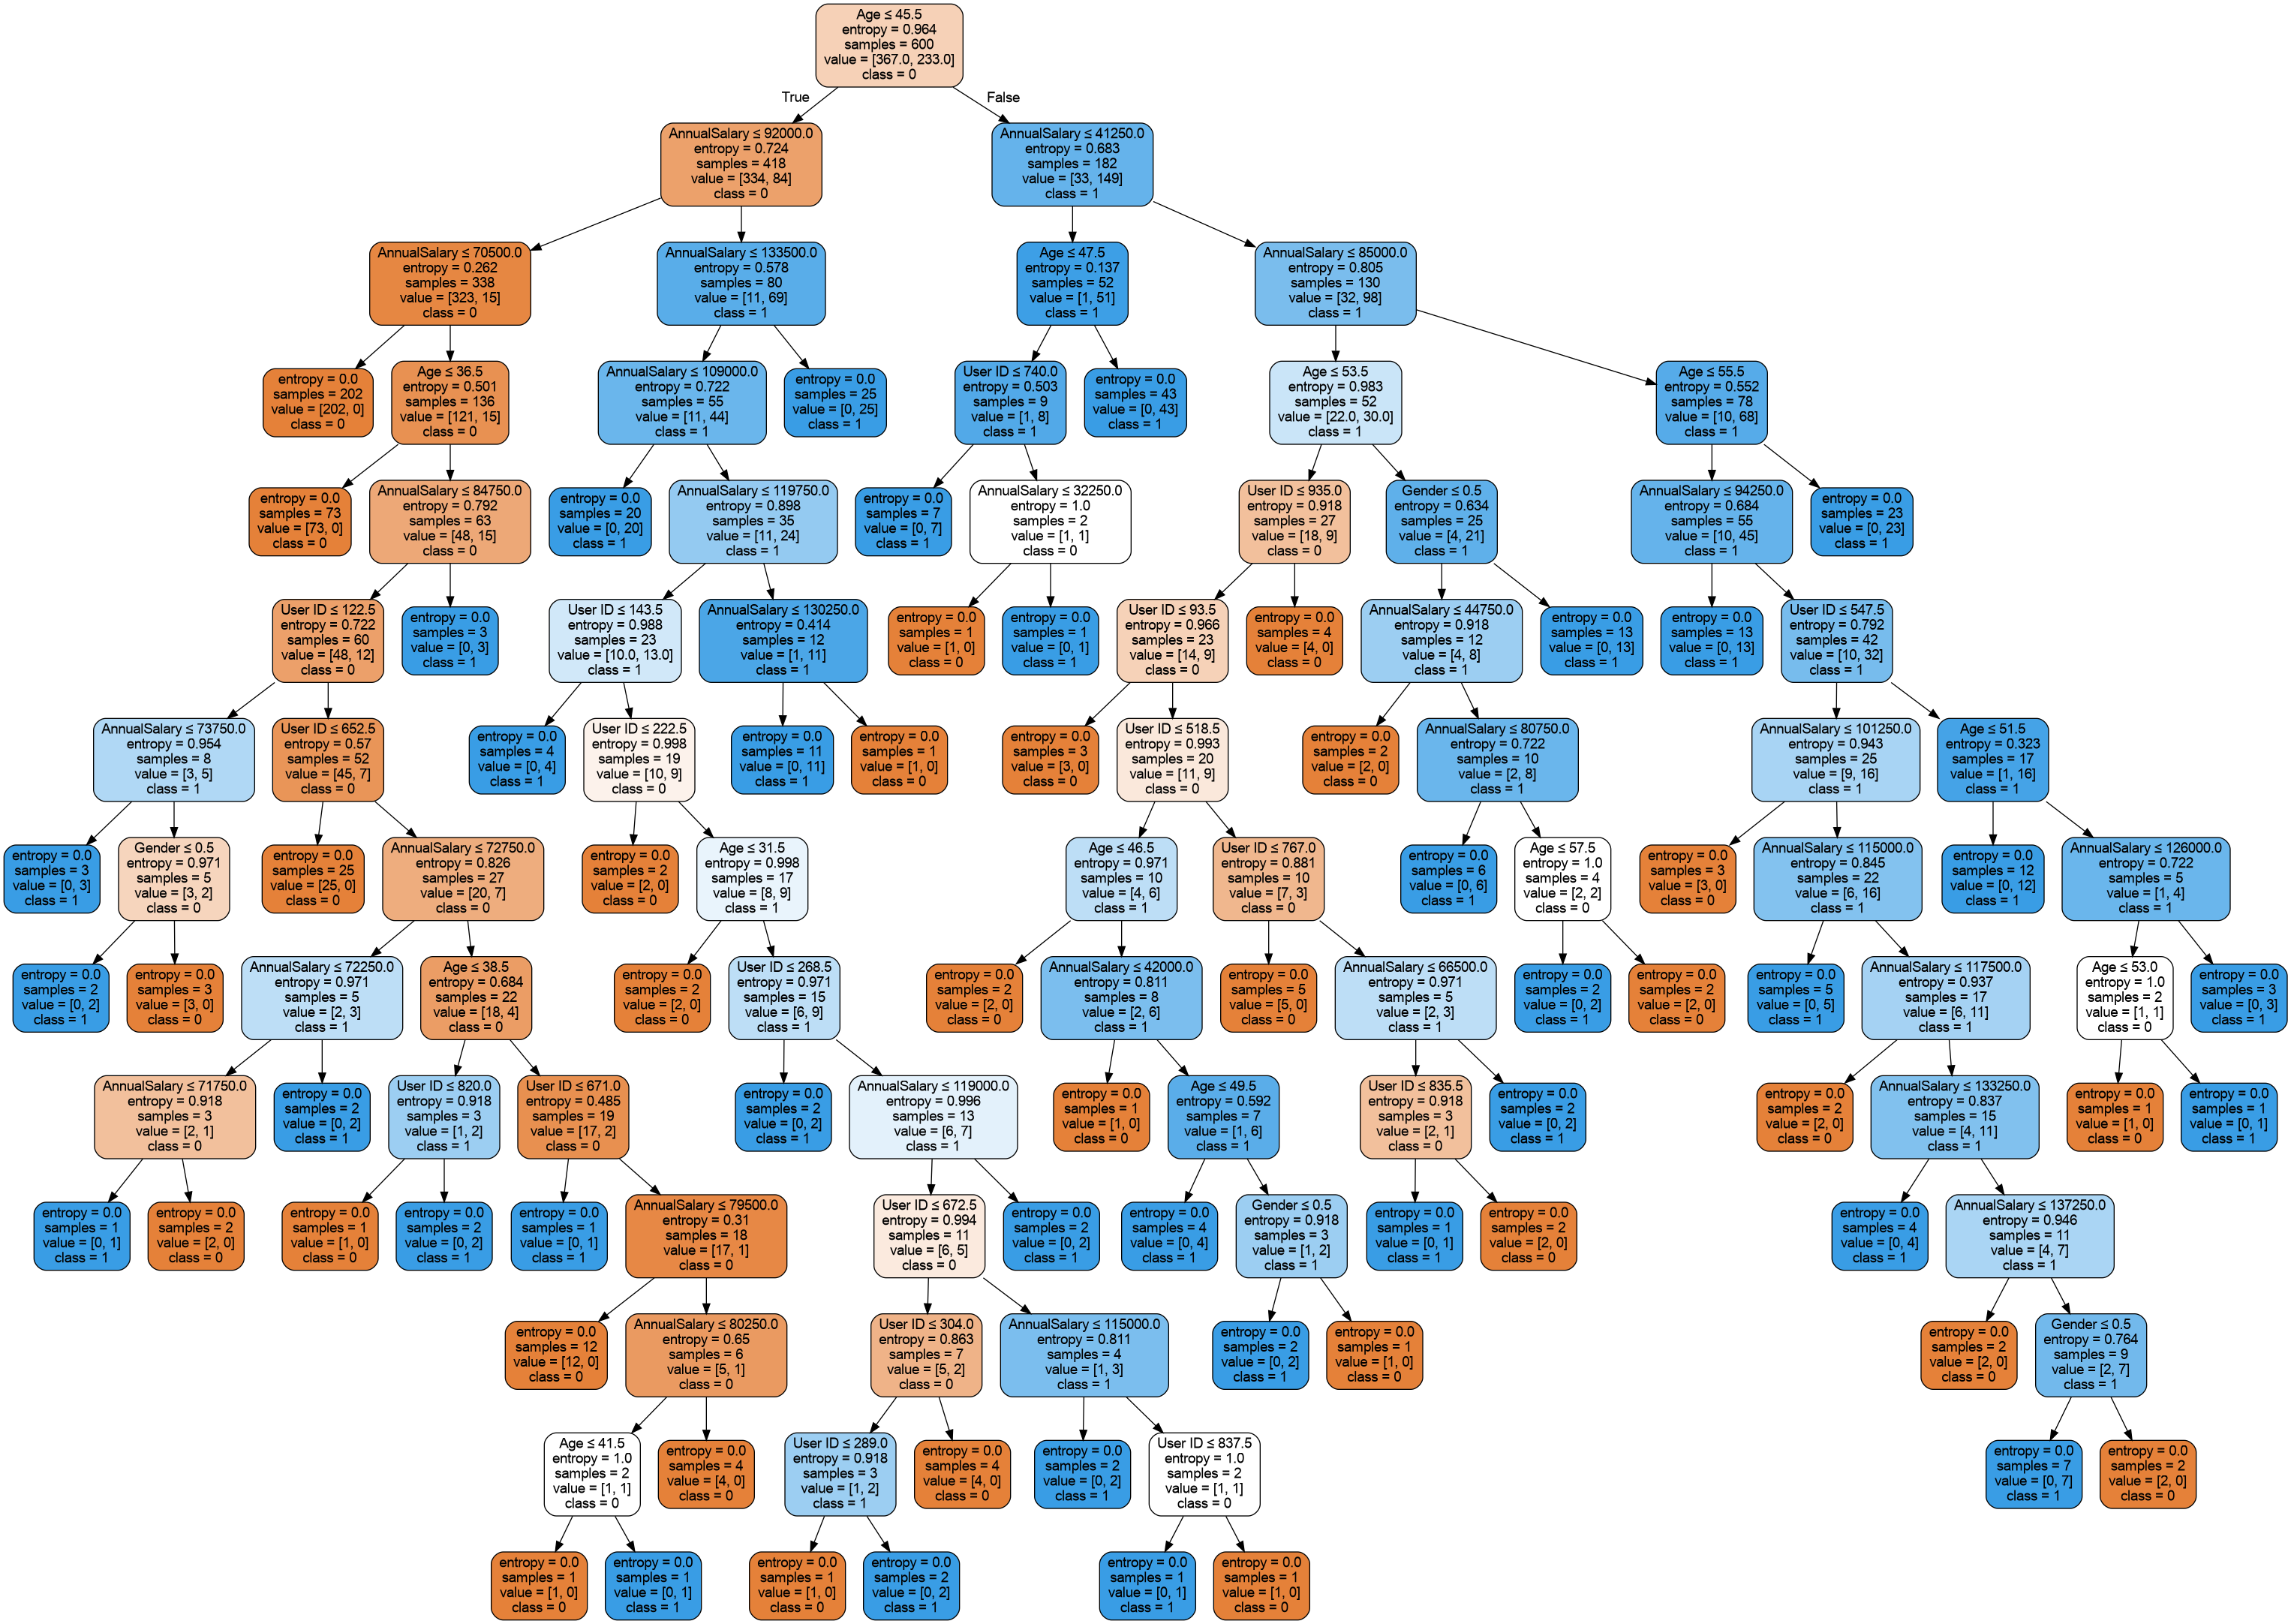 Age ≤ 45.5
entropy = 0.964
samples = 600
value = [367.0, 233.0]
class = 0
True
False
AnnualSalary ≤ 92000.0
entropy = 0.724
samples = 418
value = [334, 84]
class = 0
AnnualSalary ≤ 41250.0
entropy = 0.683
samples = 182
value = [33, 149]
class = 1
AnnualSalary ≤ 70500.0
entropy = 0.262
samples = 338
value = [323, 15]
class = 0
AnnualSalary ≤ 133500.0
entropy = 0.578
samples = 80
value = [11, 69]
class = 1
Age ≤ 47.5
entropy = 0.137
samples = 52
value = [1, 51]
class = 1
AnnualSalary ≤ 85000.0
entropy = 0.805
samples = 130
value = [32, 98]
class = 1
entropy = 0.0
samples = 202
value = [202, 0]
class = 0
Age ≤ 36.5
entropy = 0.501
samples = 136
value = [121, 15]
class = 0
AnnualSalary ≤ 109000.0
entropy = 0.722
samples = 55
value = [11, 44]
class = 1
entropy = 0.0
samples = 25
value = [0, 25]
class = 1
User ID ≤ 740.0
entropy = 0.503
samples = 9
value = [1, 8]
class = 1
entropy = 0.0
samples = 43
value = [0, 43]
class = 1
Age ≤ 53.5
entropy = 0.983
samples = 52
value = [22.0, 30.0]
class = 1
Age ≤ 55.5
entropy = 0.552
samples = 78
value = [10, 68]
class = 1
entropy = 0.0
samples = 73
value = [73, 0]
class = 0
AnnualSalary ≤ 84750.0
entropy = 0.792
samples = 63
value = [48, 15]
class = 0
entropy = 0.0
samples = 20
value = [0, 20]
class = 1
AnnualSalary ≤ 119750.0
entropy = 0.898
samples = 35
value = [11, 24]
class = 1
entropy = 0.0
samples = 7
value = [0, 7]
class = 1
AnnualSalary ≤ 32250.0
entropy = 1.0
samples = 2
value = [1, 1]
class = 0
User ID ≤ 935.0
entropy = 0.918
samples = 27
value = [18, 9]
class = 0
Gender ≤ 0.5
entropy = 0.634
samples = 25
value = [4, 21]
class = 1
AnnualSalary ≤ 94250.0
entropy = 0.684
samples = 55
value = [10, 45]
class = 1
entropy = 0.0
samples = 23
value = [0, 23]
class = 1
User ID ≤ 122.5
entropy = 0.722
samples = 60
value = [48, 12]
class = 0
entropy = 0.0
samples = 3
value = [0, 3]
class = 1
User ID ≤ 143.5
entropy = 0.988
samples = 23
value = [10.0, 13.0]
class = 1
AnnualSalary ≤ 130250.0
entropy = 0.414
samples = 12
value = [1, 11]
class = 1
entropy = 0.0
samples = 1
value = [1, 0]
class = 0
entropy = 0.0
samples = 1
value = [0, 1]
class = 1
User ID ≤ 93.5
entropy = 0.966
samples = 23
value = [14, 9]
class = 0
entropy = 0.0
samples = 4
value = [4, 0]
class = 0
AnnualSalary ≤ 44750.0
entropy = 0.918
samples = 12
value = [4, 8]
class = 1
entropy = 0.0
samples = 13
value = [0, 13]
class = 1
entropy = 0.0
samples = 13
value = [0, 13]
class = 1
User ID ≤ 547.5
entropy = 0.792
samples = 42
value = [10, 32]
class = 1
AnnualSalary ≤ 73750.0
entropy = 0.954
samples = 8
value = [3, 5]
class = 1
User ID ≤ 652.5
entropy = 0.57
samples = 52
value = [45, 7]
class = 0
entropy = 0.0
samples = 4
value = [0, 4]
class = 1
User ID ≤ 222.5
entropy = 0.998
samples = 19
value = [10, 9]
class = 0
entropy = 0.0
samples = 11
value = [0, 11]
class = 1
entropy = 0.0
samples = 1
value = [1, 0]
class = 0
entropy = 0.0
samples = 3
value = [3, 0]
class = 0
User ID ≤ 518.5
entropy = 0.993
samples = 20
value = [11, 9]
class = 0
entropy = 0.0
samples = 2
value = [2, 0]
class = 0
AnnualSalary ≤ 80750.0
entropy = 0.722
samples = 10
value = [2, 8]
class = 1
AnnualSalary ≤ 101250.0
entropy = 0.943
samples = 25
value = [9, 16]
class = 1
Age ≤ 51.5
entropy = 0.323
samples = 17
value = [1, 16]
class = 1
entropy = 0.0
samples = 3
value = [0, 3]
class = 1
Gender ≤ 0.5
entropy = 0.971
samples = 5
value = [3, 2]
class = 0
entropy = 0.0
samples = 25
value = [25, 0]
class = 0
AnnualSalary ≤ 72750.0
entropy = 0.826
samples = 27
value = [20, 7]
class = 0
entropy = 0.0
samples = 2
value = [2, 0]
class = 0
Age ≤ 31.5
entropy = 0.998
samples = 17
value = [8, 9]
class = 1
Age ≤ 46.5
entropy = 0.971
samples = 10
value = [4, 6]
class = 1
User ID ≤ 767.0
entropy = 0.881
samples = 10
value = [7, 3]
class = 0
entropy = 0.0
samples = 6
value = [0, 6]
class = 1
Age ≤ 57.5
entropy = 1.0
samples = 4
value = [2, 2]
class = 0
entropy = 0.0
samples = 3
value = [3, 0]
class = 0
AnnualSalary ≤ 115000.0
entropy = 0.845
samples = 22
value = [6, 16]
class = 1
entropy = 0.0
samples = 12
value = [0, 12]
class = 1
AnnualSalary ≤ 126000.0
entropy = 0.722
samples = 5
value = [1, 4]
class = 1
entropy = 0.0
samples = 2
value = [0, 2]
class = 1
entropy = 0.0
samples = 3
value = [3, 0]
class = 0
AnnualSalary ≤ 72250.0
entropy = 0.971
samples = 5
value = [2, 3]
class = 1
Age ≤ 38.5
entropy = 0.684
samples = 22
value = [18, 4]
class = 0
entropy = 0.0
samples = 2
value = [2, 0]
class = 0
User ID ≤ 268.5
entropy = 0.971
samples = 15
value = [6, 9]
class = 1
entropy = 0.0
samples = 2
value = [2, 0]
class = 0
AnnualSalary ≤ 42000.0
entropy = 0.811
samples = 8
value = [2, 6]
class = 1
entropy = 0.0
samples = 5
value = [5, 0]
class = 0
AnnualSalary ≤ 66500.0
entropy = 0.971
samples = 5
value = [2, 3]
class = 1
entropy = 0.0
samples = 2
value = [0, 2]
class = 1
entropy = 0.0
samples = 2
value = [2, 0]
class = 0
entropy = 0.0
samples = 5
value = [0, 5]
class = 1
AnnualSalary ≤ 117500.0
entropy = 0.937
samples = 17
value = [6, 11]
class = 1
Age ≤ 53.0
entropy = 1.0
samples = 2
value = [1, 1]
class = 0
entropy = 0.0
samples = 3
value = [0, 3]
class = 1
AnnualSalary ≤ 71750.0
entropy = 0.918
samples = 3
value = [2, 1]
class = 0
entropy = 0.0
samples = 2
value = [0, 2]
class = 1
User ID ≤ 820.0
entropy = 0.918
samples = 3
value = [1, 2]
class = 1
User ID ≤ 671.0
entropy = 0.485
samples = 19
value = [17, 2]
class = 0
entropy = 0.0
samples = 2
value = [0, 2]
class = 1
AnnualSalary ≤ 119000.0
entropy = 0.996
samples = 13
value = [6, 7]
class = 1
entropy = 0.0
samples = 1
value = [1, 0]
class = 0
Age ≤ 49.5
entropy = 0.592
samples = 7
value = [1, 6]
class = 1
User ID ≤ 835.5
entropy = 0.918
samples = 3
value = [2, 1]
class = 0
entropy = 0.0
samples = 2
value = [0, 2]
class = 1
entropy = 0.0
samples = 2
value = [2, 0]
class = 0
AnnualSalary ≤ 133250.0
entropy = 0.837
samples = 15
value = [4, 11]
class = 1
entropy = 0.0
samples = 1
value = [1, 0]
class = 0
entropy = 0.0
samples = 1
value = [0, 1]
class = 1
entropy = 0.0
samples = 1
value = [0, 1]
class = 1
entropy = 0.0
samples = 2
value = [2, 0]
class = 0
entropy = 0.0
samples = 1
value = [1, 0]
class = 0
entropy = 0.0
samples = 2
value = [0, 2]
class = 1
entropy = 0.0
samples = 1
value = [0, 1]
class = 1
AnnualSalary ≤ 79500.0
entropy = 0.31
samples = 18
value = [17, 1]
class = 0
User ID ≤ 672.5
entropy = 0.994
samples = 11
value = [6, 5]
class = 0
entropy = 0.0
samples = 2
value = [0, 2]
class = 1
entropy = 0.0
samples = 4
value = [0, 4]
class = 1
Gender ≤ 0.5
entropy = 0.918
samples = 3
value = [1, 2]
class = 1
entropy = 0.0
samples = 1
value = [0, 1]
class = 1
entropy = 0.0
samples = 2
value = [2, 0]
class = 0
entropy = 0.0
samples = 4
value = [0, 4]
class = 1
AnnualSalary ≤ 137250.0
entropy = 0.946
samples = 11
value = [4, 7]
class = 1
entropy = 0.0
samples = 12
value = [12, 0]
class = 0
AnnualSalary ≤ 80250.0
entropy = 0.65
samples = 6
value = [5, 1]
class = 0
User ID ≤ 304.0
entropy = 0.863
samples = 7
value = [5, 2]
class = 0
AnnualSalary ≤ 115000.0
entropy = 0.811
samples = 4
value = [1, 3]
class = 1
entropy = 0.0
samples = 2
value = [0, 2]
class = 1
entropy = 0.0
samples = 1
value = [1, 0]
class = 0
entropy = 0.0
samples = 2
value = [2, 0]
class = 0
Gender ≤ 0.5
entropy = 0.764
samples = 9
value = [2, 7]
class = 1
Age ≤ 41.5
entropy = 1.0
samples = 2
value = [1, 1]
class = 0
entropy = 0.0
samples = 4
value = [4, 0]
class = 0
User ID ≤ 289.0
entropy = 0.918
samples = 3
value = [1, 2]
class = 1
entropy = 0.0
samples = 4
value = [4, 0]
class = 0
entropy = 0.0
samples = 2
value = [0, 2]
class = 1
User ID ≤ 837.5
entropy = 1.0
samples = 2
value = [1, 1]
class = 0
entropy = 0.0
samples = 7
value = [0, 7]
class = 1
entropy = 0.0
samples = 2
value = [2, 0]
class = 0
entropy = 0.0
samples = 1
value = [1, 0]
class = 0
entropy = 0.0
samples = 1
value = [0, 1]
class = 1
entropy = 0.0
samples = 1
value = [1, 0]
class = 0
entropy = 0.0
samples = 2
value = [0, 2]
class = 1
entropy = 0.0
samples = 1
value = [0, 1]
class = 1
entropy = 0.0
samples = 1
value = [1, 0]
class = 0